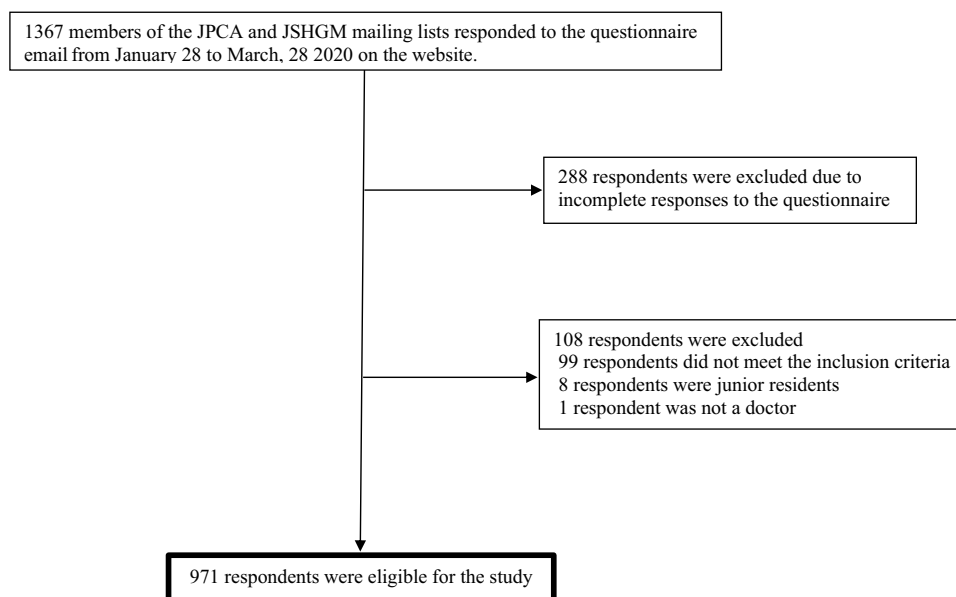 1367 members of the JPCA and JSHGM mailing lists responded to the questionnaire
email from January 28 to March, 28 2020 on the website.
288 respondents were excluded due to
incomplete responses to the questionnaire
108 respondents were excluded
99 respondents did not meet the inclusion criteria
8 respondents were junior residents
1 respondent was not a doctor
971 respondents were eligible for the study